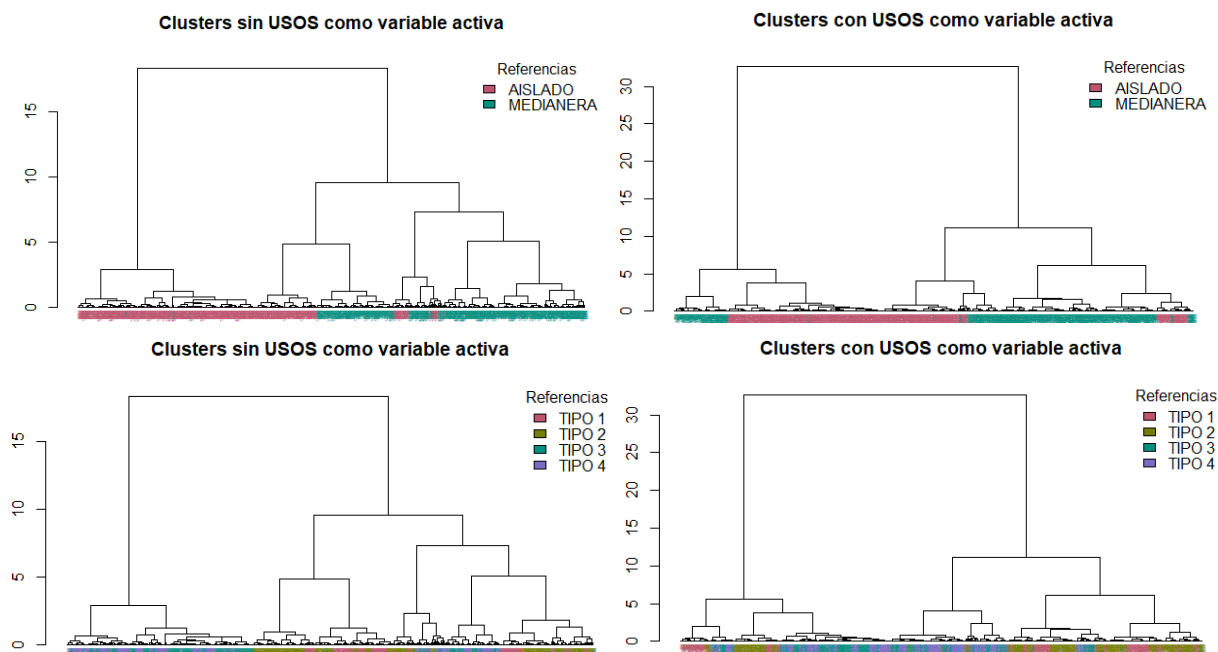 Clusters sin USOS como variable activa
Referencias
AISLADO
MEDIANERA
15
10
5
0
Clusters con USOS como variable activa
Referencias
AISLADO
MEDIANERA
30
25
20
15
10
5
0
Clusters sin USOS como variable activa
Referencias
TIPO 1
TIPO 2
TIPO 3
TIPO 4
15
10
5
0
Clusters con USOS como variable activa
Referencias
TIPO 1
TIPO 2
TIPO 3
TIPO 4
30
25
20
15
10
5
0